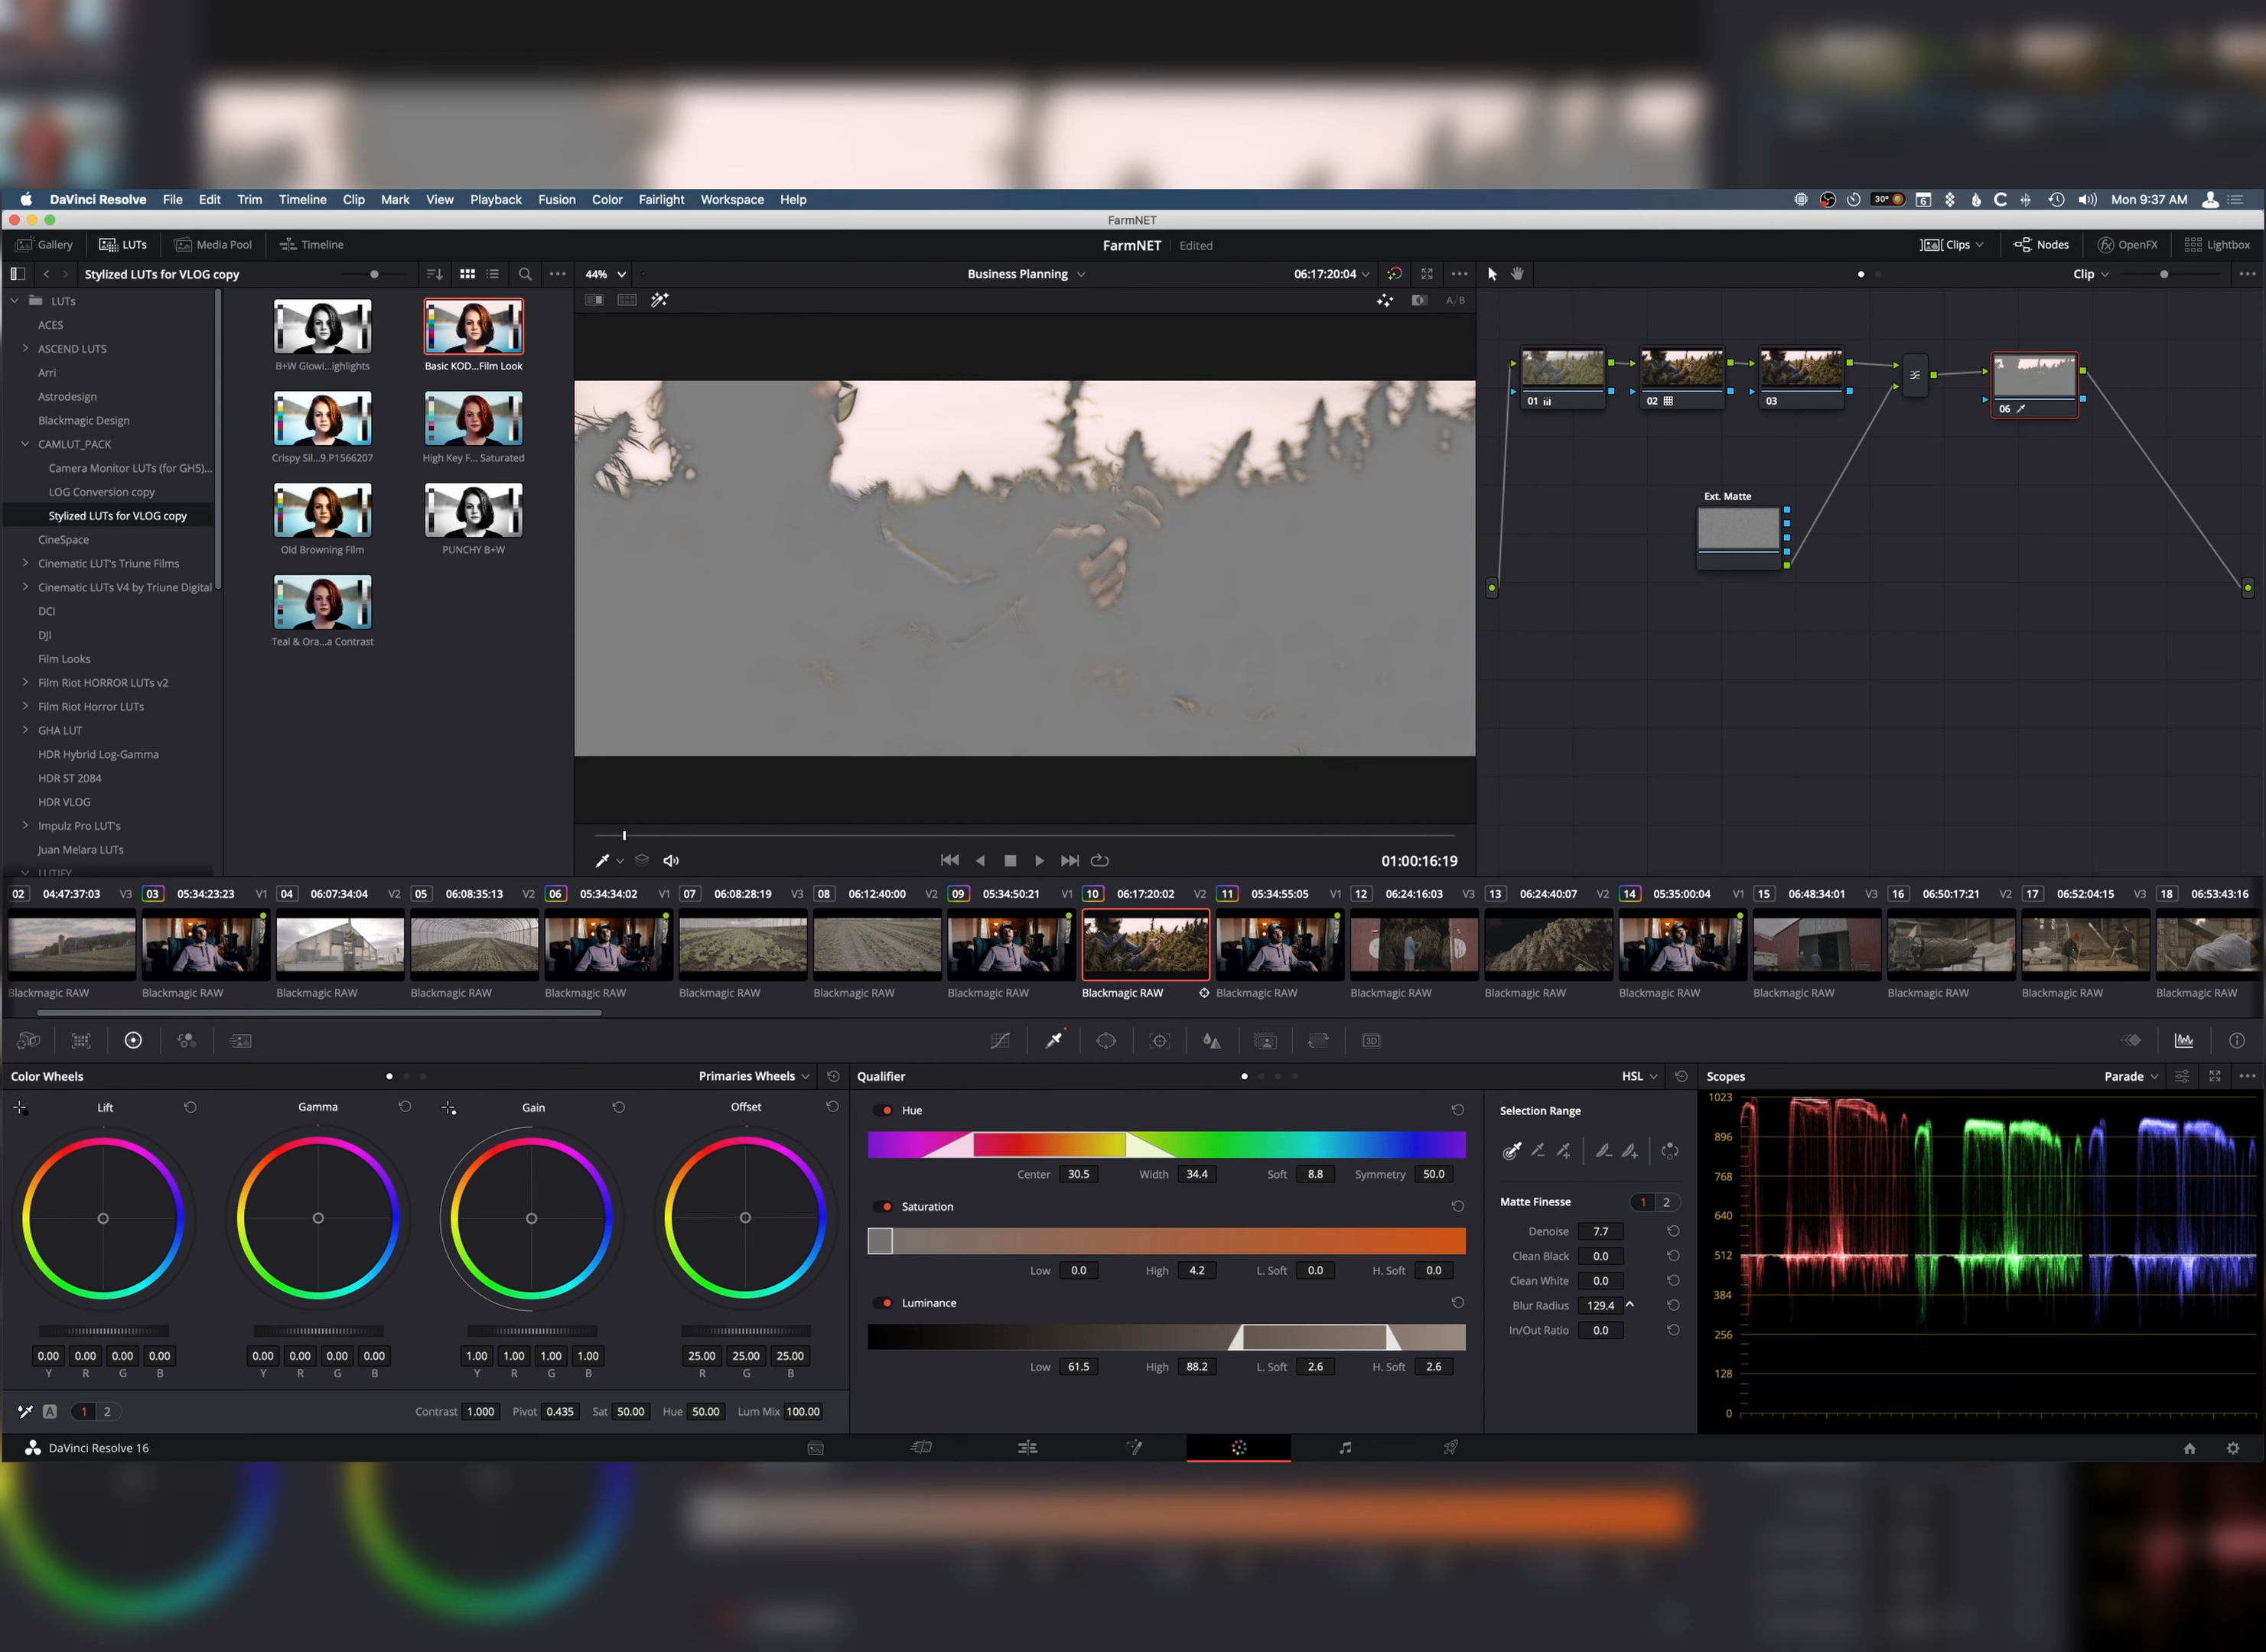 DaVinci Resolve File Edit Trim Timeline Clip Mark View Playback Fusion Color Fairlight Workspace Help 30° 6 Mon 9:37 AM
FarmNET
Gallery LUTs Media Pool Timeline FarmNET Edited Clips Nodes OpenFX Lightbox
Stylized LUTs for VLOG copy 44% Business Planning 06:17:20:04 Clip
A/B
LUTs
ACES
ASCEND LUTS
Arri
Astrodesign
Blackmagic Design
CAMLUT_PACK
Camera Monitor LUTs (for GH5)...
LOG Conversion copy
Stylized LUTs for VLOG copy
CineSpace
Cinematic LUT's Triune Films
Cinematic LUTs V4 by Triune Digital
DCI
DJI
Film Looks
Film Riot HORROR LUTs v2
Film Riot Horror LUTs
GHA LUT
HDR Hybrid Log-Gamma
HDR ST 2084
HDR VLOG
Impulz Pro LUT's
Juan Melara LUTs
LUTIFY
B+W Glowi...ighlights Basic KOD...Film Look
Crispy Sil...9.P1566207 High Key F... Saturated
Old Browning Film PUNCHY B+W
Teal & Ora...a Contrast
01 02 03 06
Ext. Matte
01:00:16:19
02 04:47:37:03 V3 03 05:34:23:23 V1 04 06:07:34:04 V2 05 06:08:35:13 V2 06 05:34:34:02 V1 07 06:08:28:19 V3 08 06:12:40:00 V2 09 05:34:50:21 V1 10 06:17:20:02 V2 11 05:34:55:05 V1 12 06:24:16:03 V3 13 06:24:40:07 V2 14 05:35:00:04 V1 15 06:48:34:01 V3 16 06:50:17:21 V2 17 06:52:04:15 V3 18 06:53:43:16
Blackmagic RAW Blackmagic RAW Blackmagic RAW Blackmagic RAW Blackmagic RAW Blackmagic RAW Blackmagic RAW Blackmagic RAW Blackmagic RAW Blackmagic RAW Blackmagic RAW Blackmagic RAW Blackmagic RAW Blackmagic RAW Blackmagic RAW Blackmagic RAW Blackmagic RAW
3D
Color Wheels Primaries Wheels
Lift Gamma Gain Offset
0.00 0.00 0.00 0.00 0.00 0.00 0.00 0.00 1.00 1.00 1.00 1.00 25.00 25.00 25.00
Y R G B Y R G B Y R G B R G B
A 1 2 Contrast 1.000 Pivot 0.435 Sat 50.00 Hue 50.00 Lum Mix 100.00
Qualifier HSL
Hue
Center 30.5 Width 34.4 Soft 8.8 Symmetry 50.0
Saturation
Low 0.0 High 4.2 L. Soft 0.0 H. Soft 0.0
Luminance
Low 61.5 High 88.2 L. Soft 2.6 H. Soft 2.6
Selection Range
Matte Finesse 1 2
Denoise 7.7
Clean Black 0.0
Clean White 0.0
Blur Radius 129.4
In/Out Ratio 0.0
Scopes Parade
1023
896
768
640
512
384
256
128
0
DaVinci Resolve 16